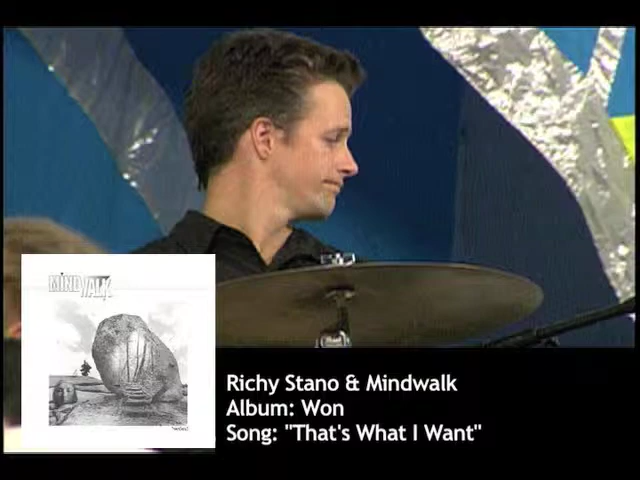 MINDWALK
Richy Stano & Mindwalk
Album: Won
Song: "That's What I Want"